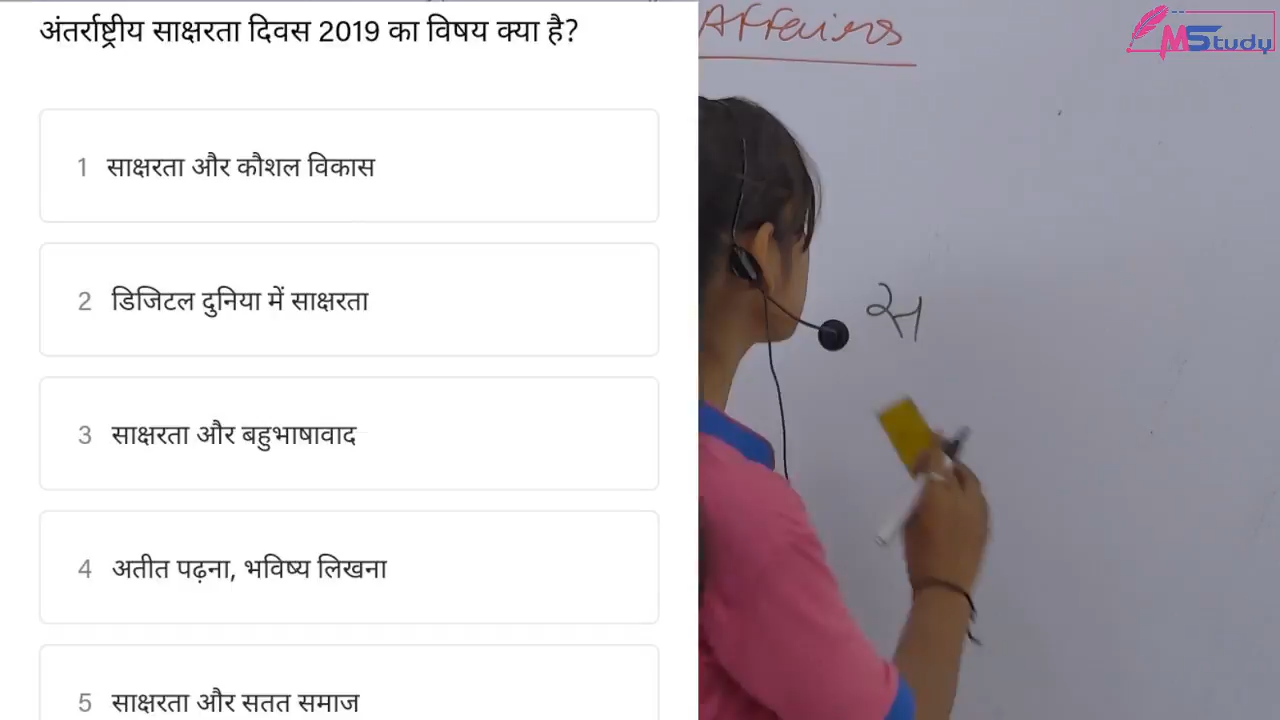 अंतर्राष्ट्रीय साक्षरता दिवस 2019 का विषय क्या है?
1 साक्षरता और कौशल विकास
2 डिजिटल दुनिया में साक्षरता
3 साक्षरता और बहुभाषावाद
4 अतीत पढ़ना, भविष्य लिखना
5 साक्षरता और सतत समाज
Affairs
MStudy